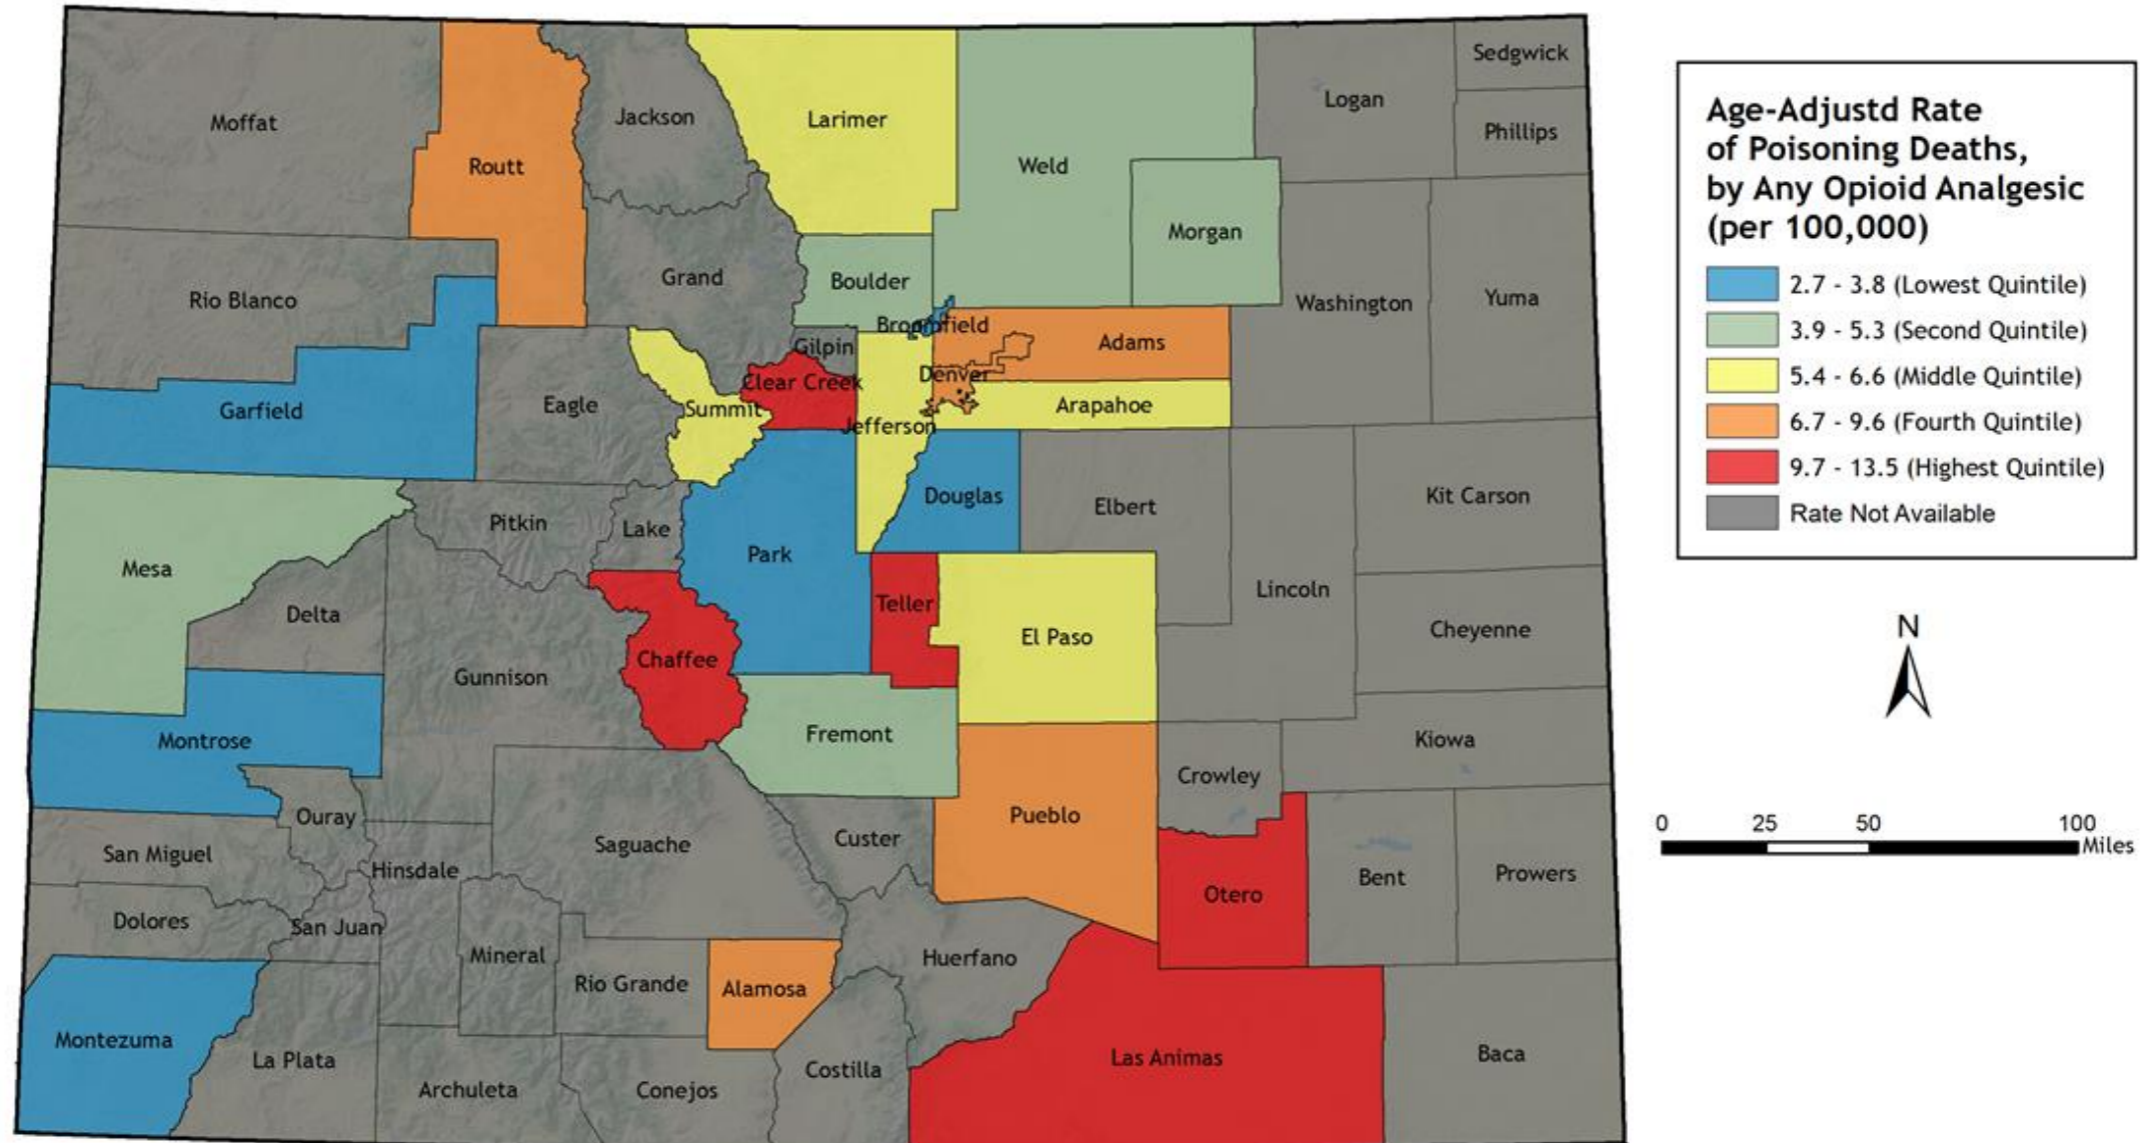 Sedgwick
Logan
Moffat
Jackson
Larimer
Phillips
Routt
Weld
Morgan
Grand
Boulder
Rio Blanco
Washington
Yuma
Broomfield
Gilpin
Adams
Denver
Clear Creek
Garfield
Eagle
Summit
Arapahoe
Jefferson
Douglas
Kit Carson
Elbert
Pitkin
Lake
Park
Mesa
Lincoln
Teller
Delta
Cheyenne
El Paso
Chaffee
Gunnison
Fremont
Montrose
Kiowa
Crowley
Ouray
Pueblo
Custer
Saguache
San Miguel
Hinsdale
Prowers
Bent
Otero
Dolores
San Juan
Mineral
Huerfano
Rio Grande
Alamosa
Montezuma
La Plata
Las Animas
Baca
Costilla
Archuleta
Conejos
Age-Adjustd Rate
of Poisoning Deaths,
by Any Opioid Analgesic
(per 100,000)
2.7 - 3.8 (Lowest Quintile)
3.9 - 5.3 (Second Quintile)
5.4 - 6.6 (Middle Quintile)
6.7 - 9.6 (Fourth Quintile)
9.7 - 13.5 (Highest Quintile)
Rate Not Available
N
0 25 50 100
Miles